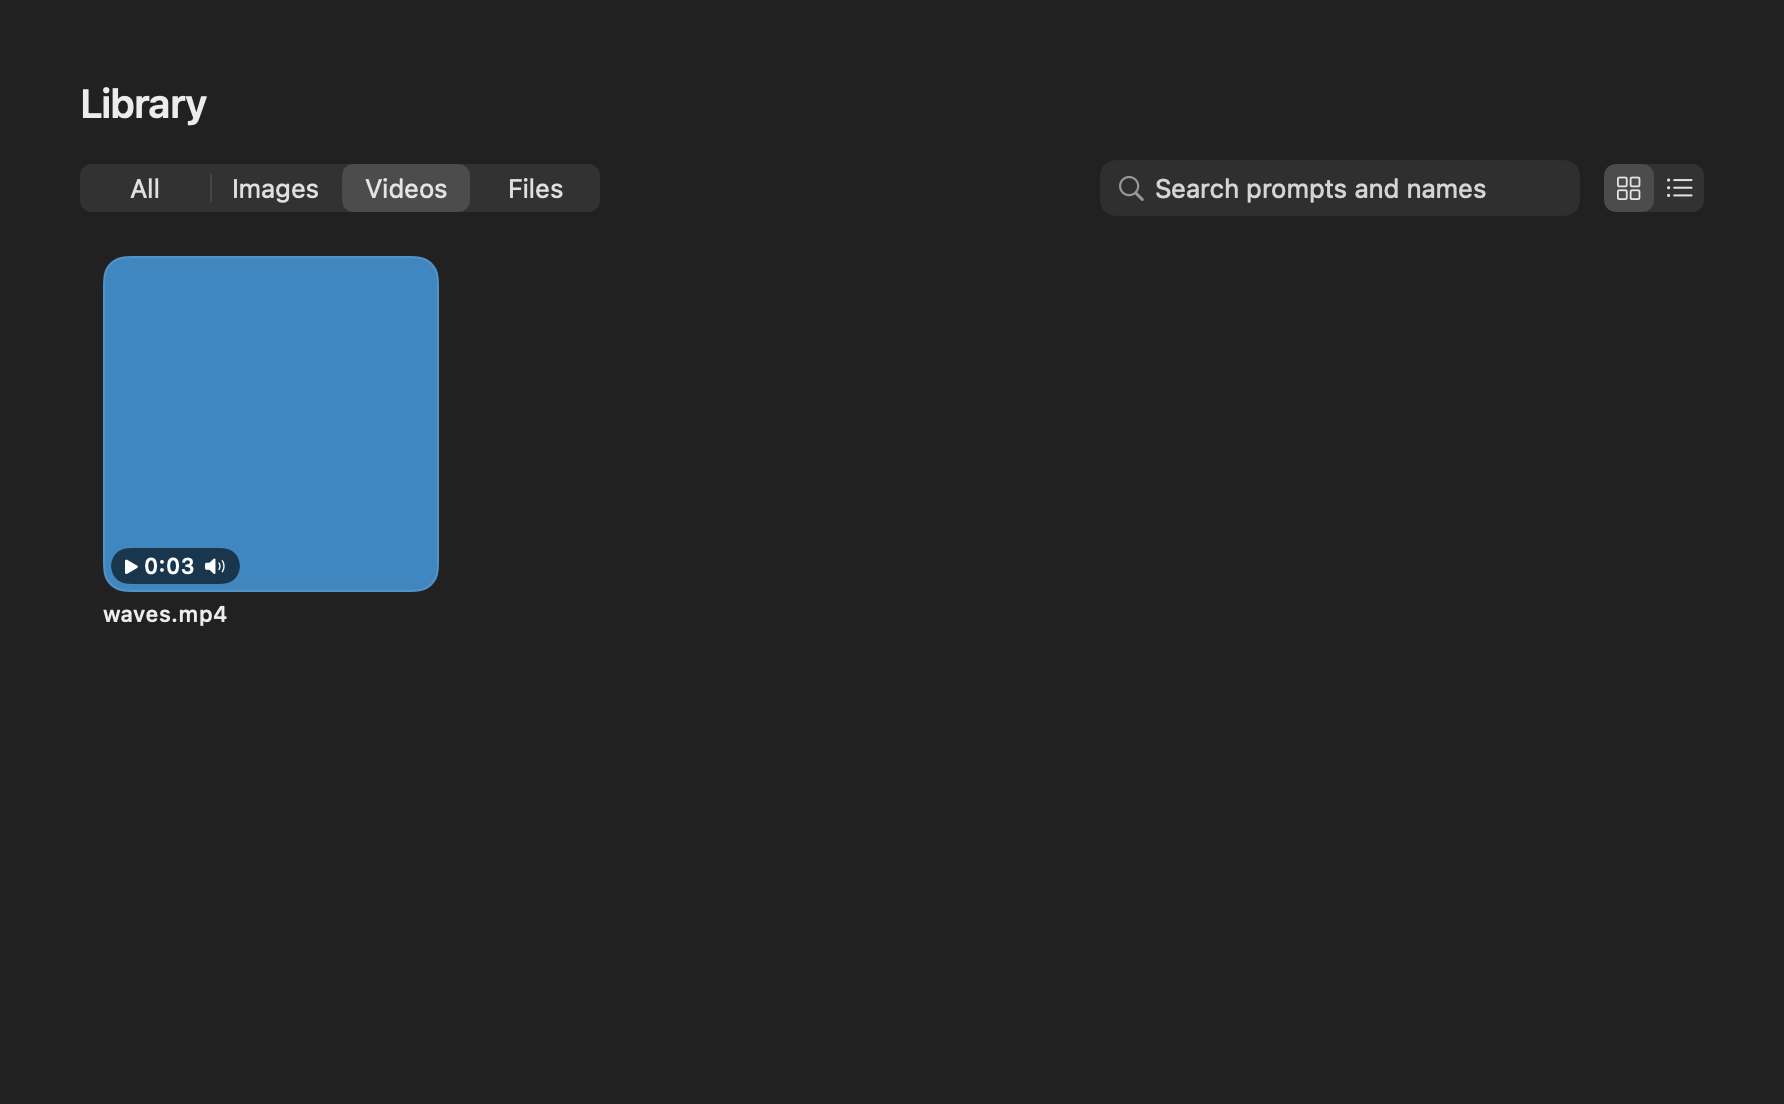 Library
All Images Videos Files
Search prompts and names
0:03
waves.mp4